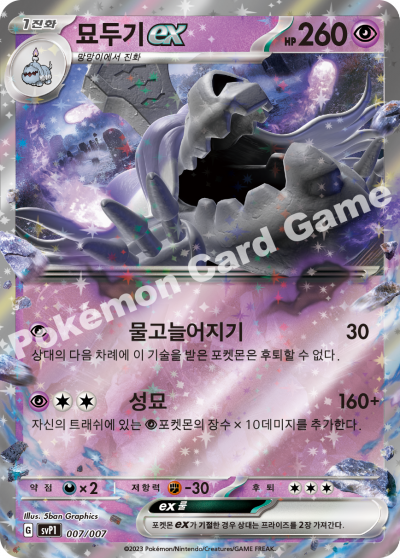 1진화
묘두기 ex
HP 260
망망이에서 진화
Pokémon Card Game
물고늘어지기 30
상대의 다음 차례에 이 기술을 받은 포켓몬은 후퇴할 수 없다.
성묘 160+
자신의 트래쉬에 있는 포켓몬의 장수 ×10데미지를 추가한다.
약점 ×2 저항력 -30 후퇴
ex 룰
포켓몬 ex가 기절한 경우 상대는 프라이즈를 2장 가져간다.
Illus. 5ban Graphics
G svP1 007/007
©2023 Pokémon/Nintendo/Creatures/GAME FREAK.